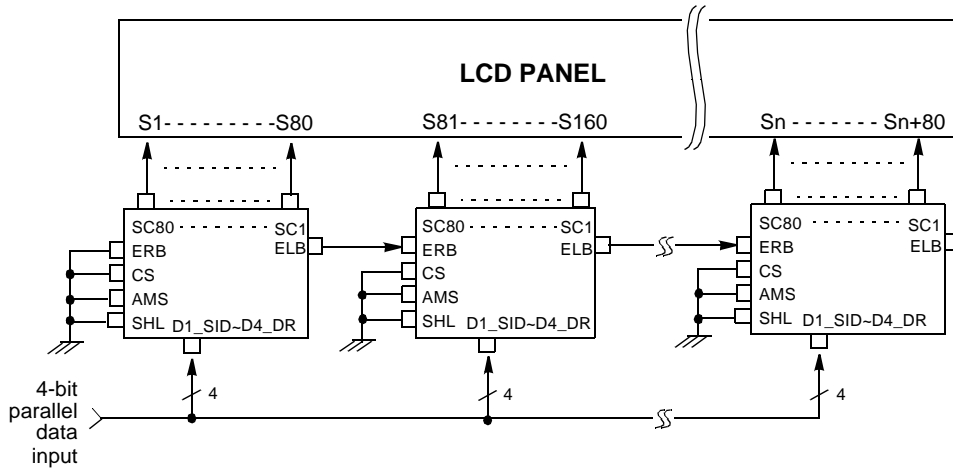 LCD PANEL
S1- - - - - - - - -S80
S81- - - - - - - -S160
Sn - - - - - - - - Sn+80
SC80 - - - - - - - SC1
ERB
ELB
CS
AMS
SHL
D1_SID~D4_DR
SC80 - - - - - - - SC1
ERB
ELB
CS
AMS
SHL
D1_SID~D4_DR
SC80 - - - - - - - SC1
ERB
ELB
CS
AMS
SHL
D1_SID~D4_DR
4
4
4
4-bit
parallel
data
input